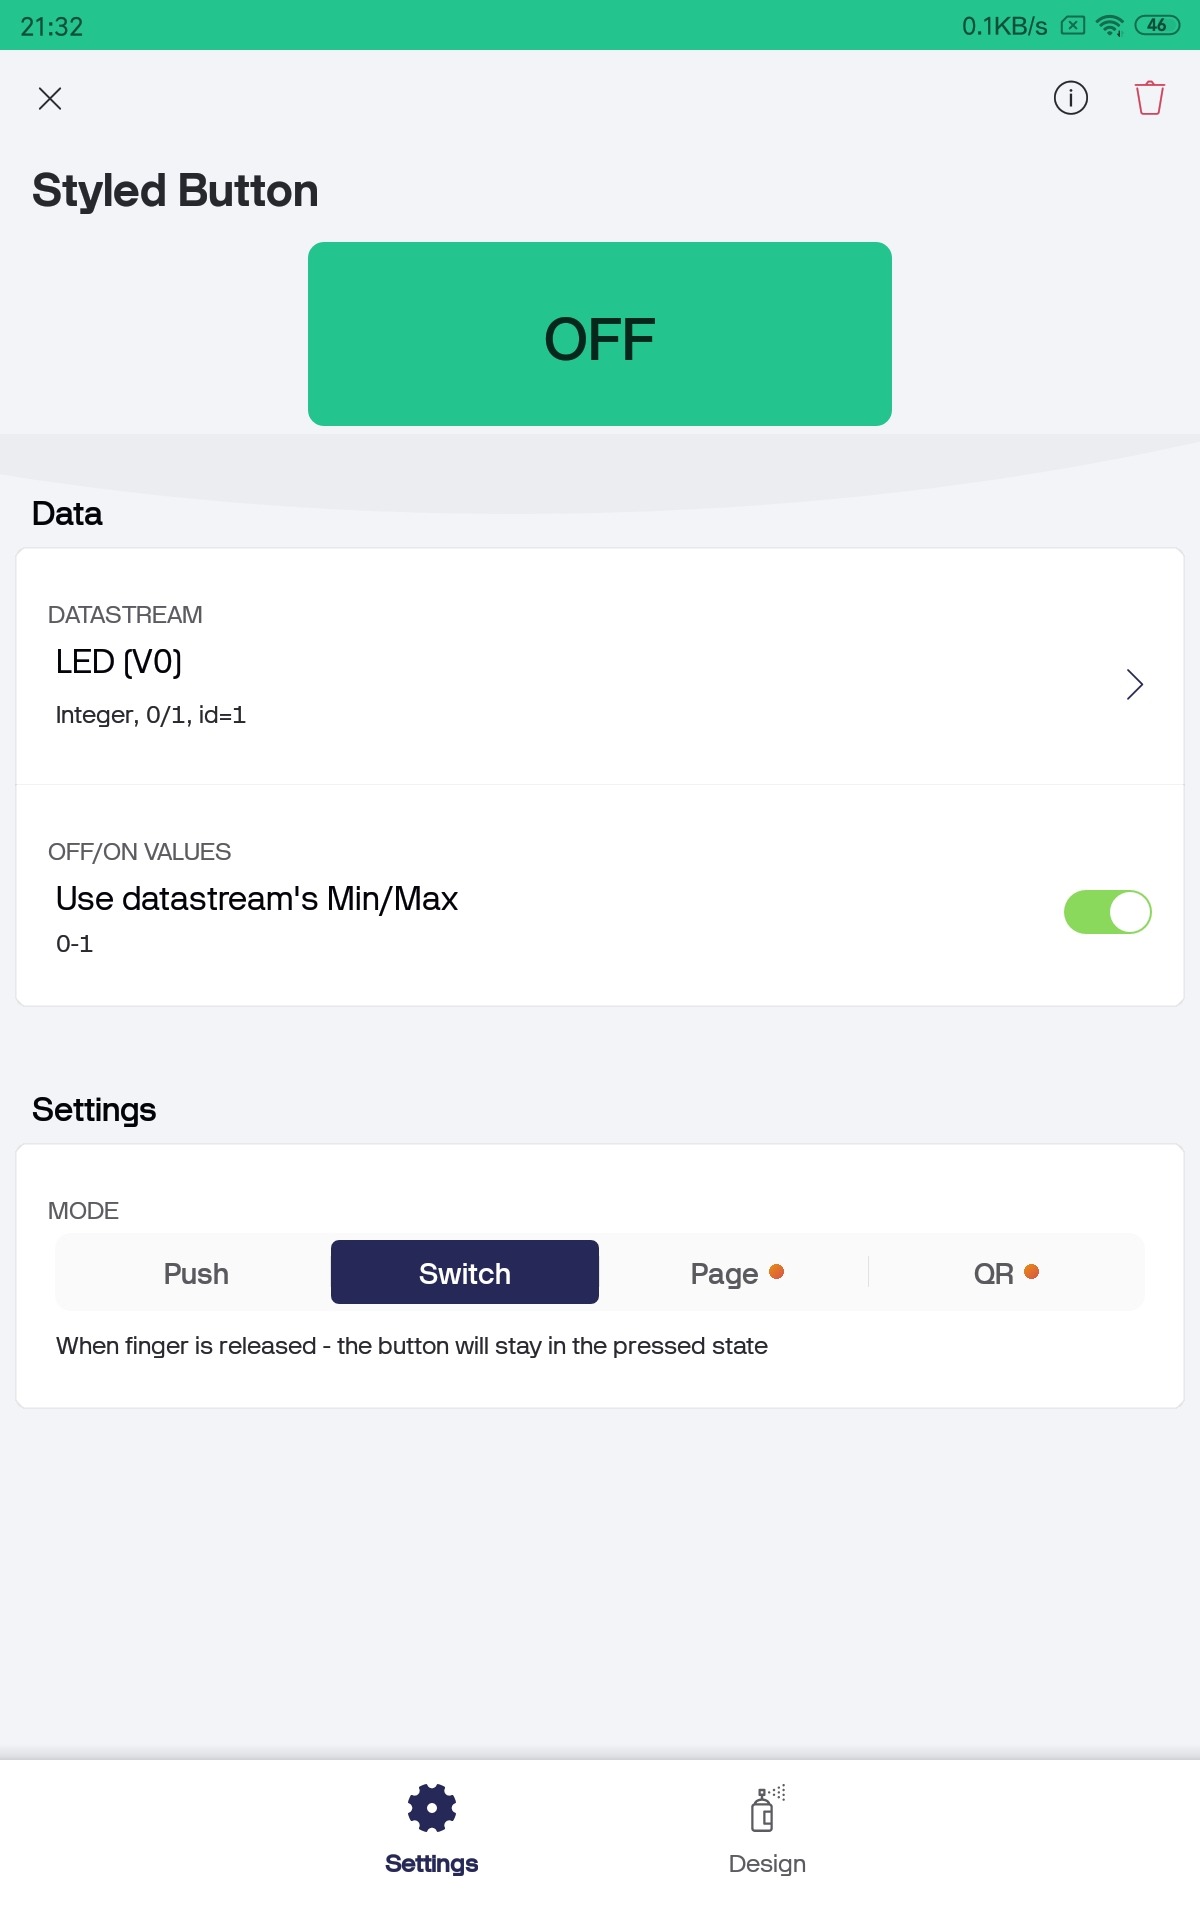 21:32
0.1KB/s
46
Styled Button
OFF
Data
DATASTREAM
LED (V0)
Integer, 0/1, id=1
OFF/ON VALUES
Use datastream's Min/Max
0-1
Settings
MODE
Push Switch Page QR
When finger is released - the button will stay in the pressed state
Settings Design